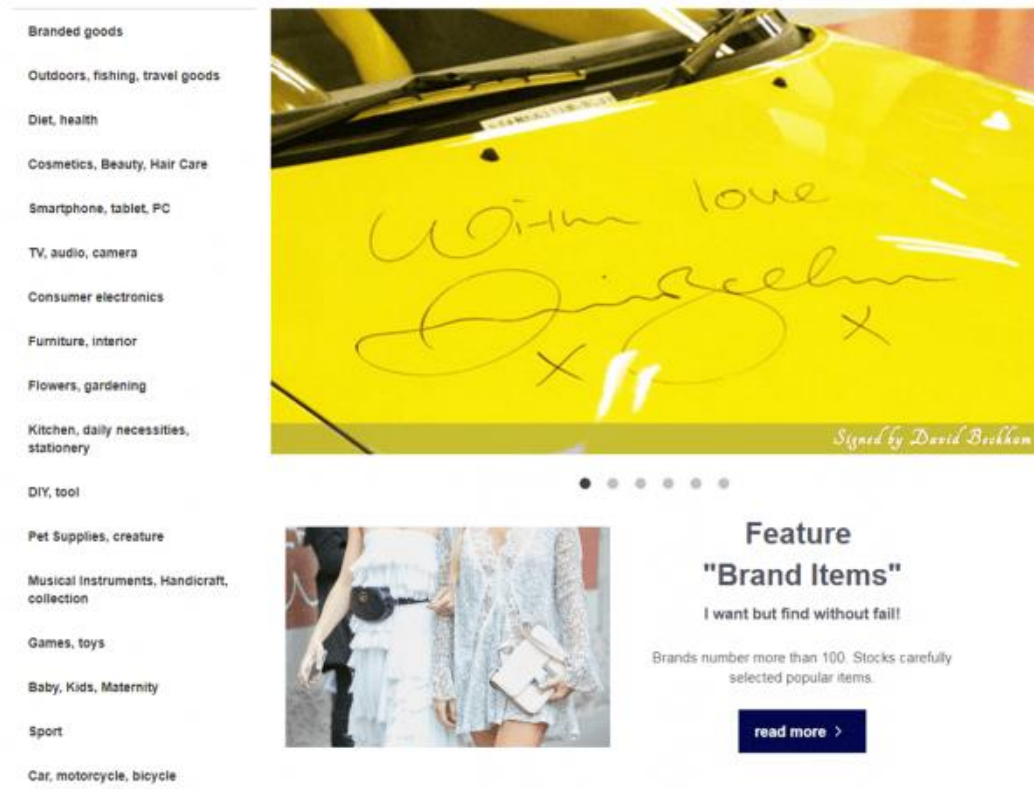 Branded goods
Outdoors, fishing, travel goods
Diet, health
Cosmetics, Beauty, Hair Care
Smartphone, tablet, PC
TV, audio, camera
Consumer electronics
Furniture, interior
Flowers, gardening
Kitchen, daily necessities,
stationery
DIY, tool
Pet Supplies, creature
Musical Instruments, Handicraft,
collection
Games, toys
Baby, Kids, Maternity
Sport
Car, motorcycle, bicycle
With love
X
X
Signed by David Beckham
Feature
"Brand Items"
I want but find without fail!
Brands number more than 100. Stocks carefully
selected popular items.
read more >